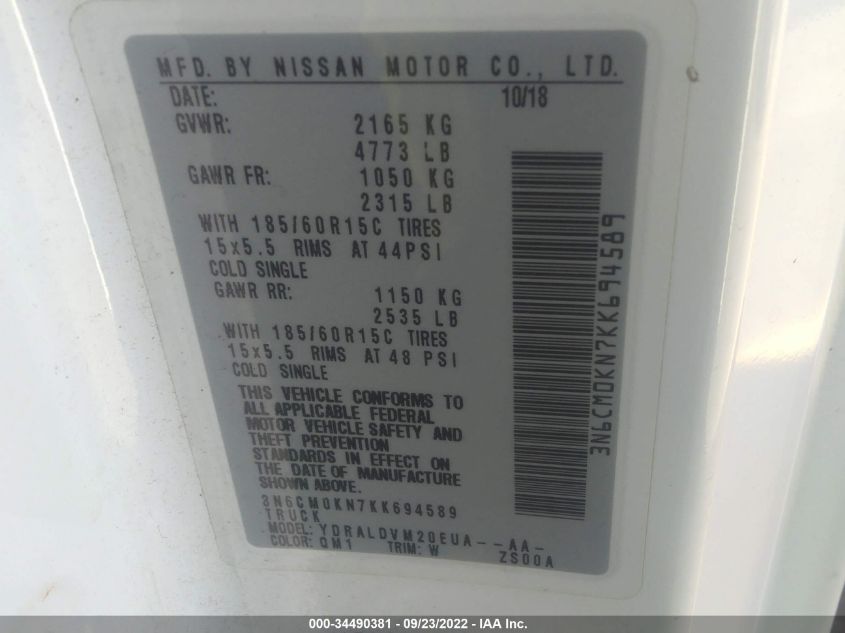 MFD. BY NISSAN MOTOR CO., LTD.
DATE: 10/18
GVWR: 2165 KG
4773 LB
GAWR FR: 1050 KG
2315 LB
WITH 185/60R15C TIRES
15x5.5 RIMS AT 44PSI
COLD SINGLE
GAWR RR: 1150 KG
2535 LB
WITH 185/60R15C TIRES
15x5.5 RIMS AT 48 PSI
COLD SINGLE
THIS VEHICLE CONFORMS TO
ALL APPLICABLE FEDERAL
MOTOR VEHICLE SAFETY AND
THEFT PREVENTION
STANDARDS IN EFFECT ON
THE DATE OF MANUFACTURE
SHOWN ABOVE.
3N6CM0KN7KK694589
TRUCK
MODEL: YDRALDVM20EUA--AA-
COLOR: QM1 TRIM: W ZS00A
3N6CM0KN7KK694589
000-34490381 - 09/23/2022 - IAA Inc.